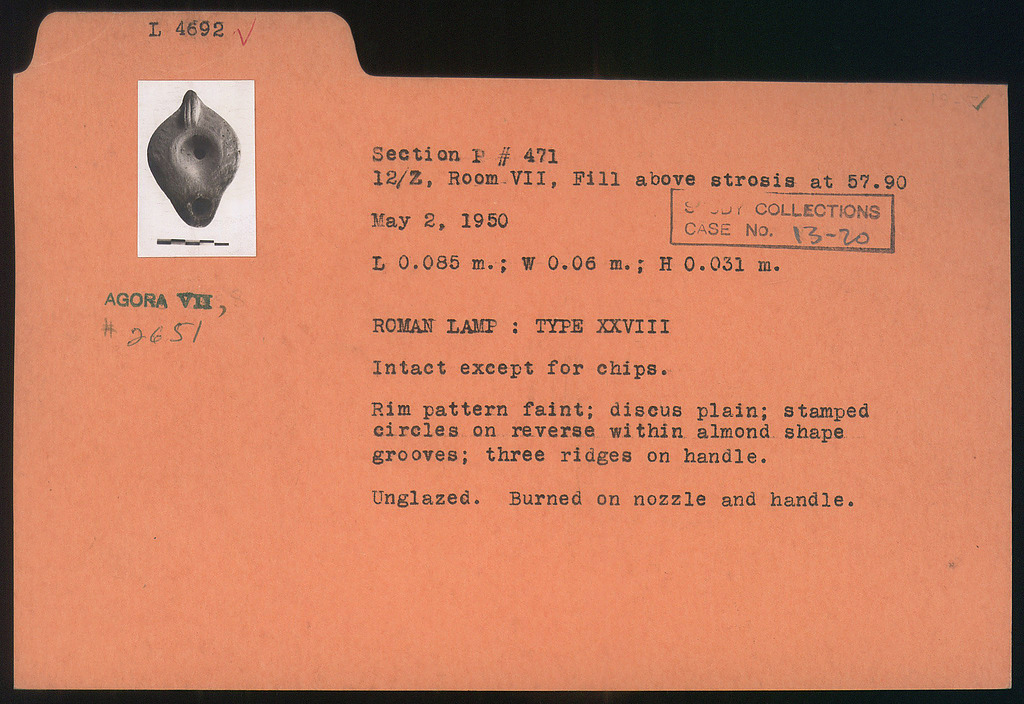 L 4692 ✓
Section P # 471
12/Z, Room VII, Fill above strosis at 57.90
May 2, 1950
COLLECTIONS
CASE No. 13-20
L 0.085 m.; W 0.06 m.; H 0.031 m.
AGORA VII,
# 2651
ROMAN LAMP : TYPE XXVIII
Intact except for chips.
Rim pattern faint; discus plain; stamped
circles on reverse within almond shape
grooves; three ridges on handle.
Unglazed. Burned on nozzle and handle.